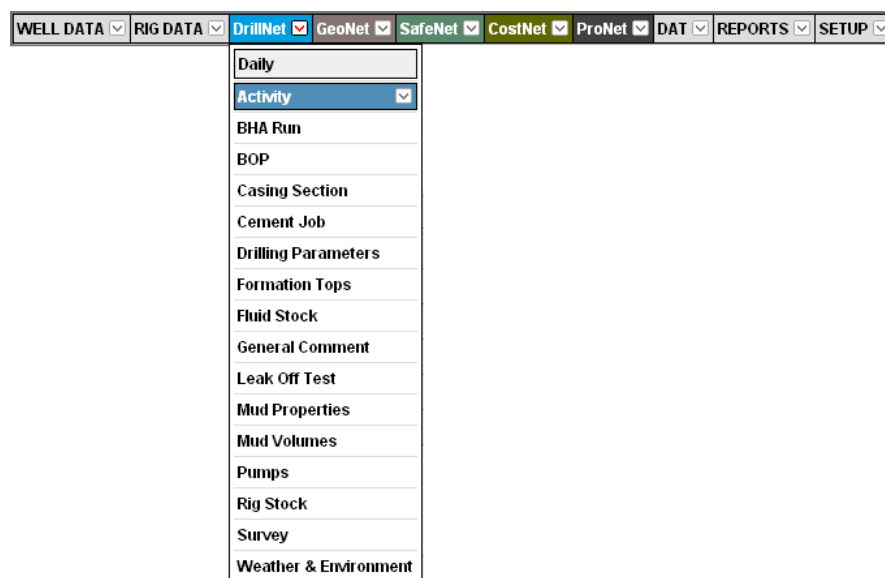 WELL DATA RIG DATA DrillNet GeoNet SafeNet CostNet ProNet DAT REPORTS SETUP
Daily
Activity
BHA Run
BOP
Casing Section
Cement Job
Drilling Parameters
Formation Tops
Fluid Stock
General Comment
Leak Off Test
Mud Properties
Mud Volumes
Pumps
Rig Stock
Survey
Weather & Environment